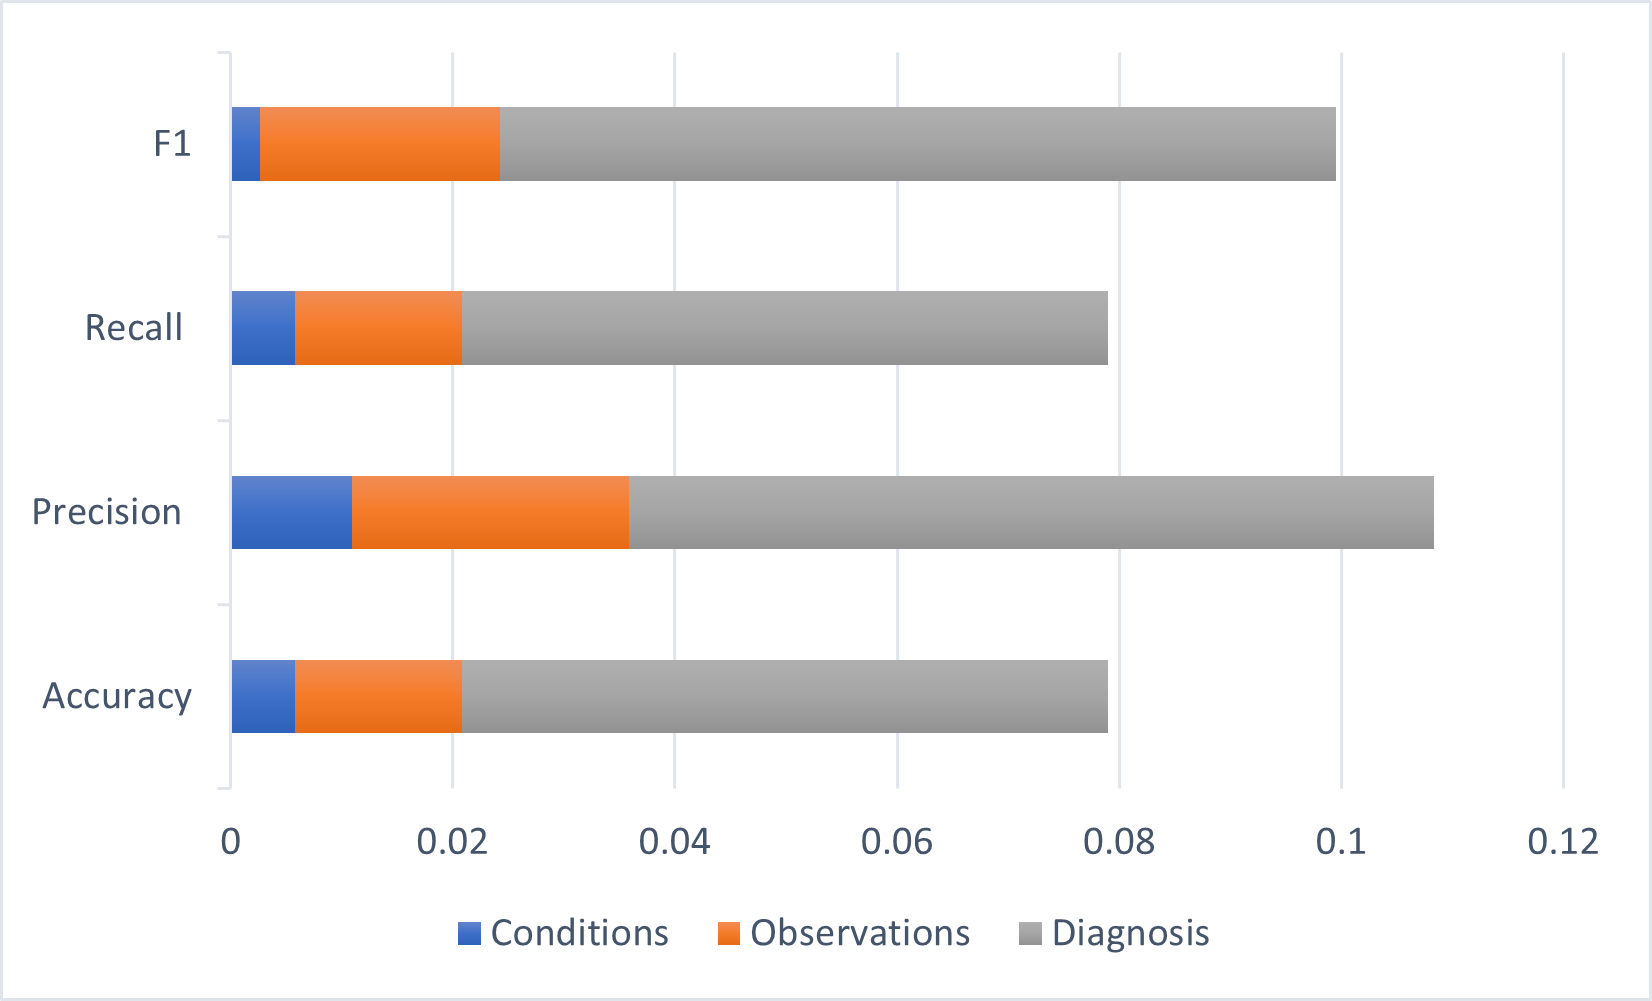 F1
Recall
Precision
Accuracy
0 0.02 0.04 0.06 0.08 0.1 0.12
Conditions Observations Diagnosis